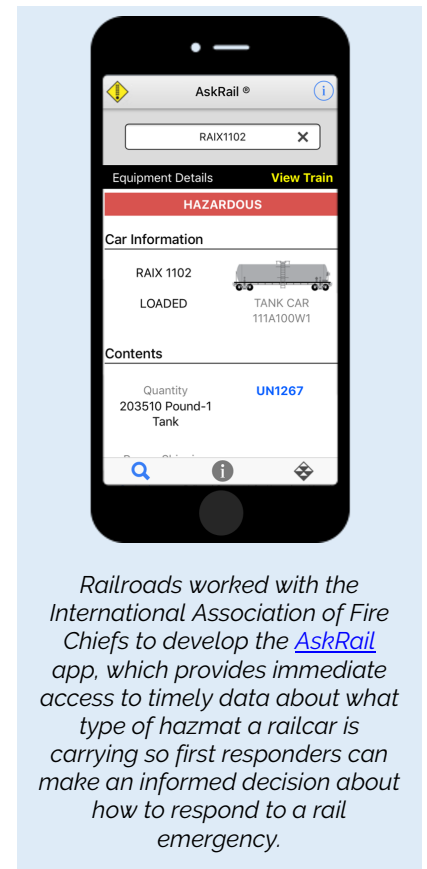 AskRail ®
RAIX1102
Equipment Details View Train
HAZARDOUS
Car Information
RAIX 1102
LOADED
TANK CAR
111A100W1
Contents
Quantity
203510 Pound-1
Tank
UN1267
Railroads worked with the
International Association of Fire
Chiefs to develop the AskRail
app, which provides immediate
access to timely data about what
type of hazmat a railcar is
carrying so first responders can
make an informed decision about
how to respond to a rail
emergency.